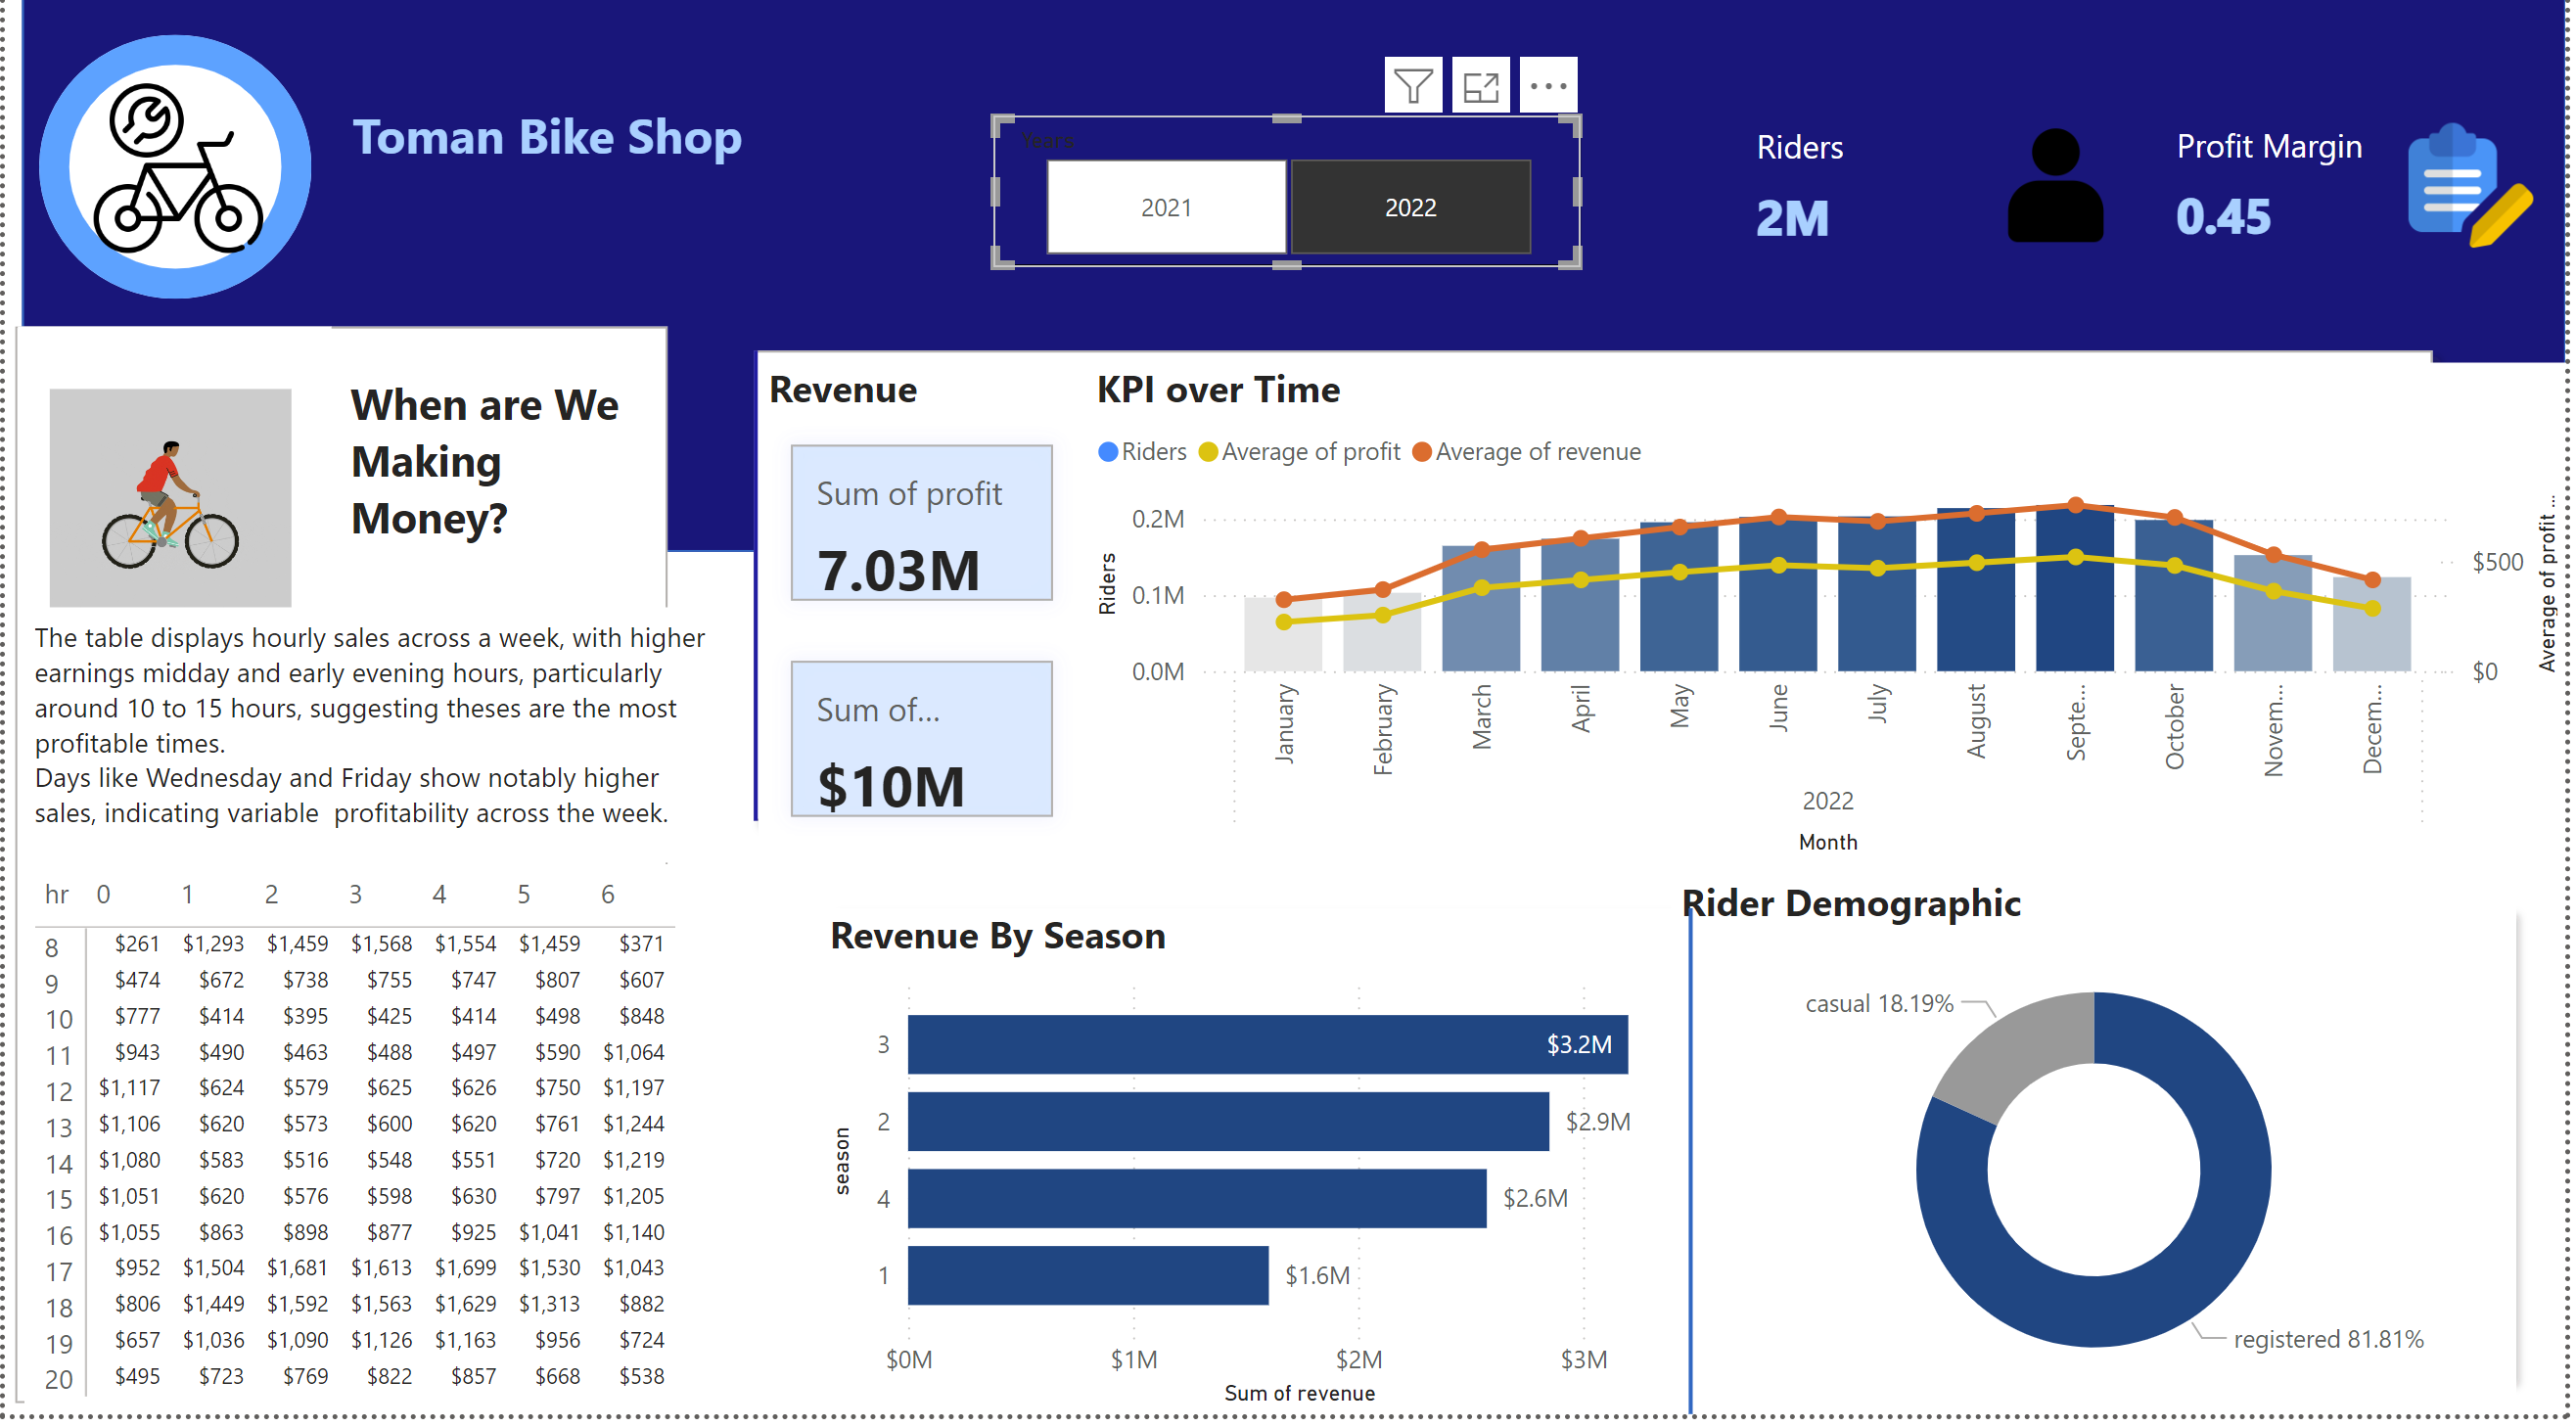 Toman Bike Shop
Years
2021
2022
Riders
2M
Profit Margin
0.45
When are We
Making
Money?
The table displays hourly sales across a week, with higher
earnings midday and early evening hours, particularly
around 10 to 15 hours, suggesting theses are the most
profitable times.
Days like Wednesday and Friday show notably higher
sales, indicating variable  profitability across the week.
hr 0 1 2 3 4 5 6
8 $261 $1,293 $1,459 $1,568 $1,554 $1,459 $371
9 $474 $672 $738 $755 $747 $807 $607
10 $777 $414 $395 $425 $414 $498 $848
11 $943 $490 $463 $488 $497 $590 $1,064
12 $1,117 $624 $579 $625 $626 $750 $1,197
13 $1,106 $620 $573 $600 $620 $761 $1,244
14 $1,080 $583 $516 $548 $551 $720 $1,219
15 $1,051 $620 $576 $598 $630 $797 $1,205
16 $1,055 $863 $898 $877 $925 $1,041 $1,140
17 $952 $1,504 $1,681 $1,613 $1,699 $1,530 $1,043
18 $806 $1,449 $1,592 $1,563 $1,629 $1,313 $882
19 $657 $1,036 $1,090 $1,126 $1,163 $956 $724
20 $495 $723 $769 $822 $857 $668 $538
Revenue
Sum of profit
7.03M
Sum of...
$10M
KPI over Time
Riders Average of profit Average of revenue
Riders
0.2M
0.1M
0.0M
$500
$0
Average of profit ...
January February March April May June July August Septe... October Novem... Decem...
2022
Month
Revenue By Season
season
3 $3.2M
2 $2.9M
4 $2.6M
1 $1.6M
$0M $1M $2M $3M
Sum of revenue
Rider Demographic
casual 18.19%
registered 81.81%